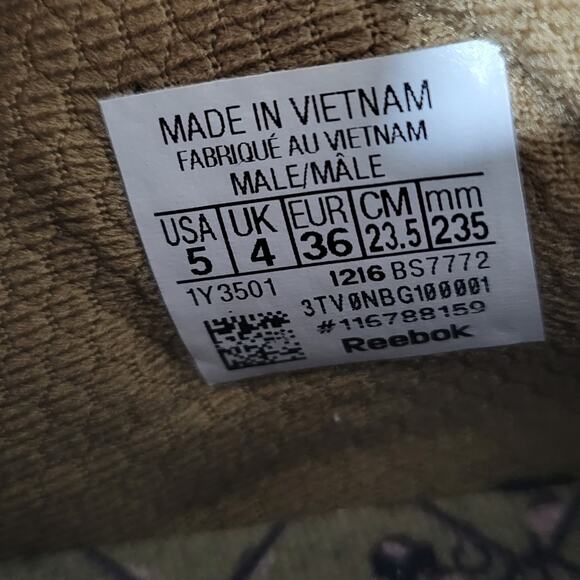 MADE IN VIETNAM
FABRIQUÉ AU VIETNAM
MALE/MÂLE
USA UK EUR CM mm
5 4 36 23.5 235
1Y3501 1216 BS7772
3TV0NBG100001
#116788159
Reebok